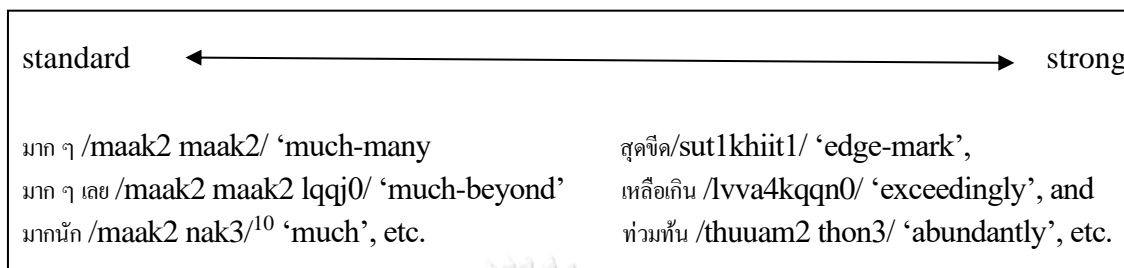 standard strong
มาก ๆ /maak2 maak2/ ‘much-many สุดขีด/sut1khiit1/ ‘edge-mark’,
มาก ๆ เลย /maak2 maak2 lqqj0/ ‘much-beyond’ เหลือเกิน /lvva4kqqn0/ ‘exceedingly’, and
มากนัก /maak2 nak3/10 ‘much’, etc. ท่วมท้น /thuuam2 thon3/ ‘abundantly’, etc.